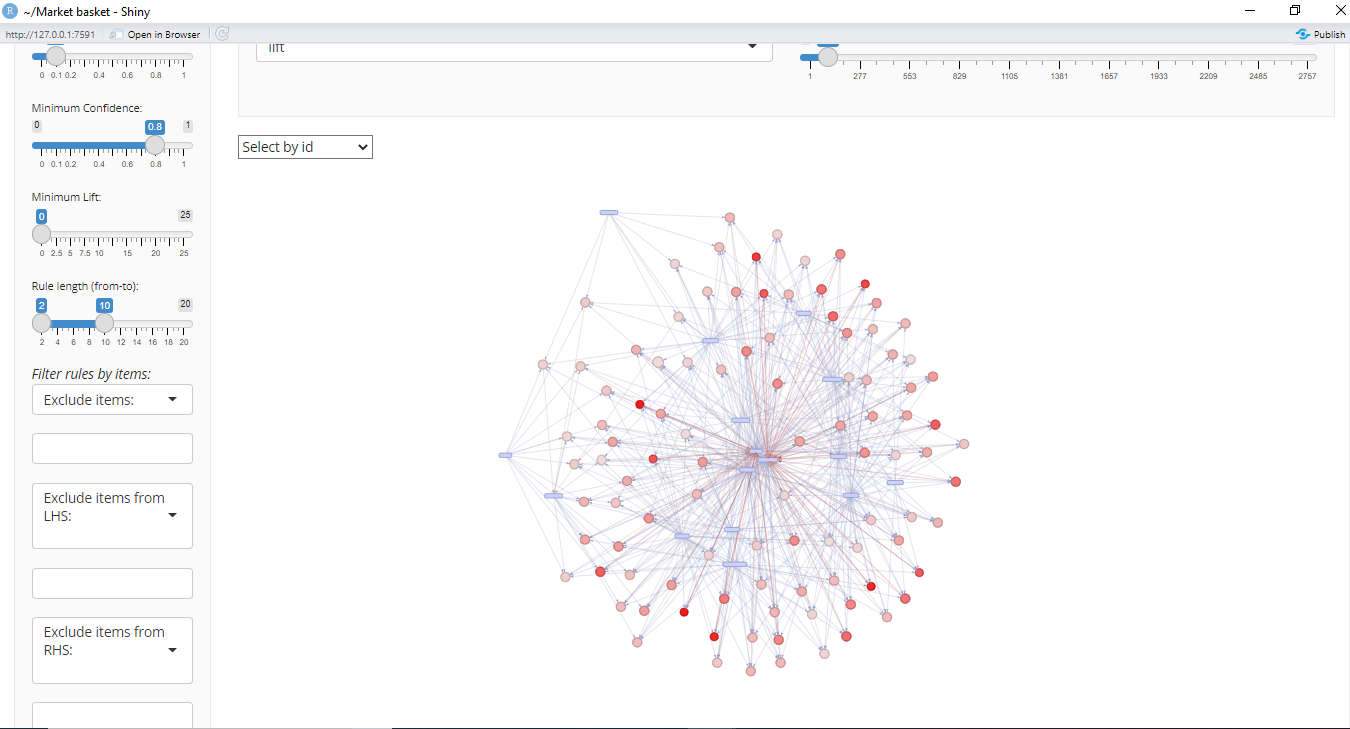 R ~/Market basket - Shiny
http://127.0.0.1:7591 Open in Browser Publish
lift
0 0.1 0.2 0.4 0.6 0.8 1
1 277 553 829 1105 1381 1657 1933 2209 2485 2757
Minimum Confidence:
0 0.8 1
0 0.1 0.2 0.4 0.6 0.8 1
Select by id
Minimum Lift:
0 25
0 2.5 5 7.5 10 15 20 25
Rule length (from-to):
2 10 20
2 4 6 8 10 12 14 16 18 20
Filter rules by items:
Exclude items:
Exclude items from
LHS:
Exclude items from
RHS: